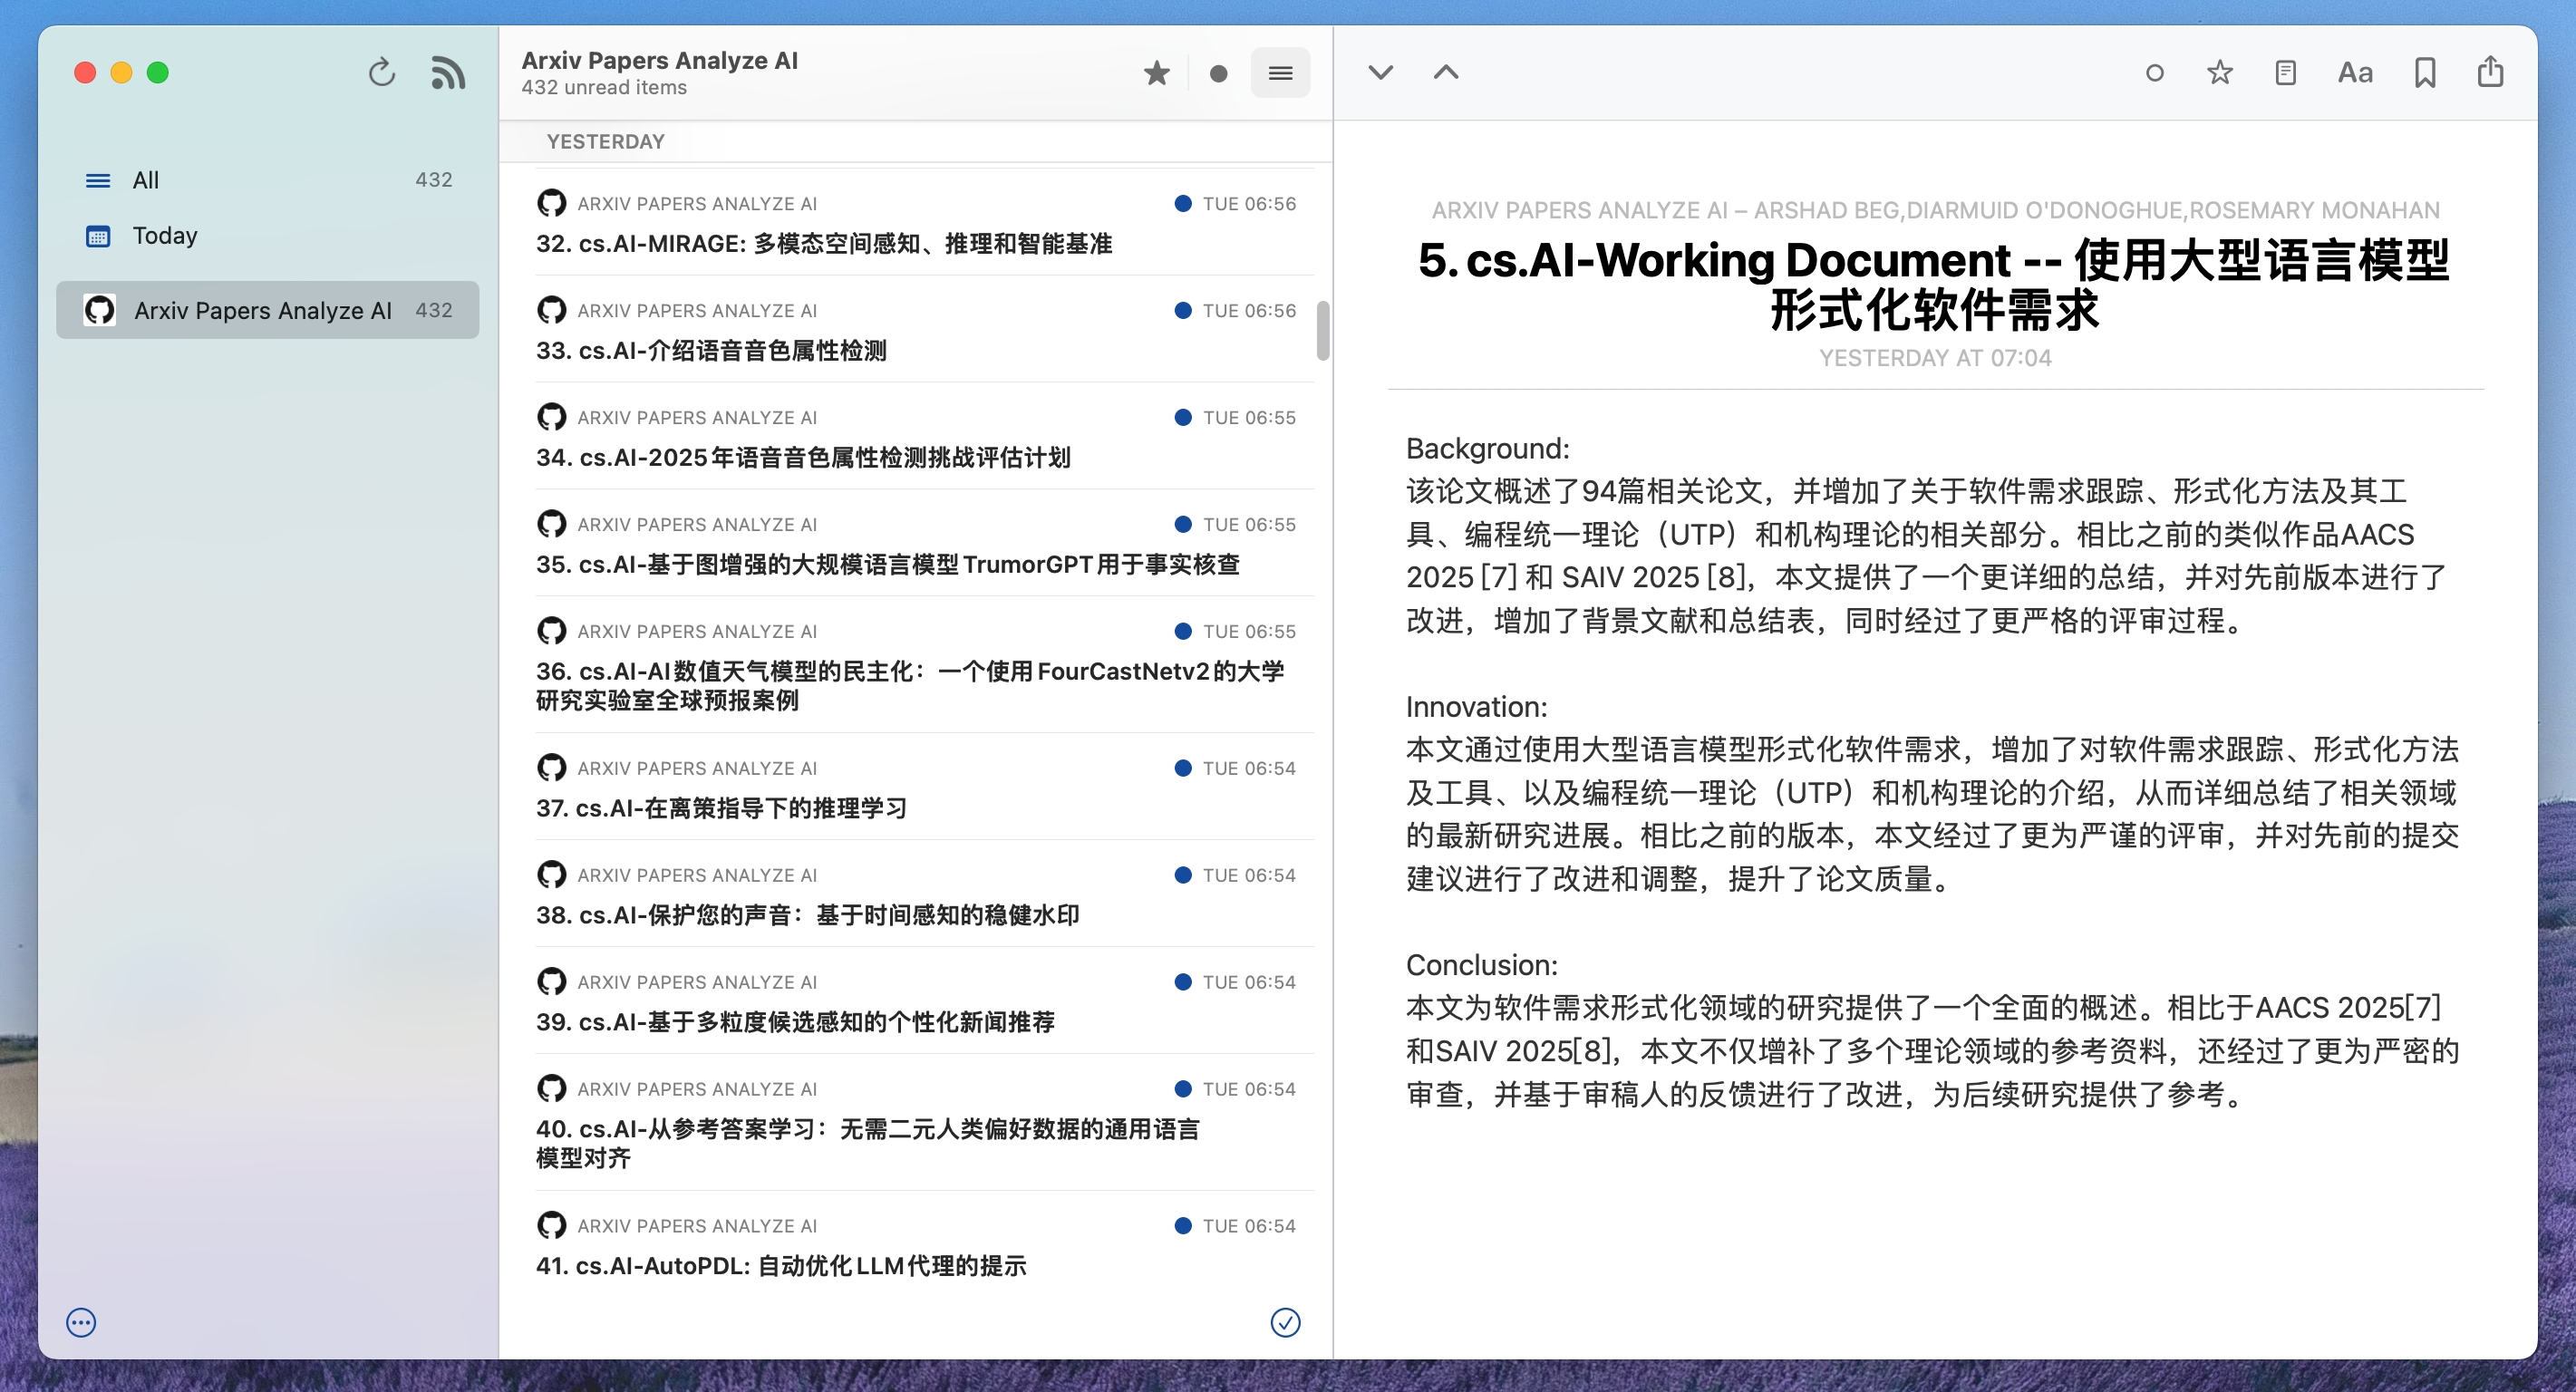 All 432
Today
Arxiv Papers Analyze AI 432
Arxiv Papers Analyze AI
432 unread items
YESTERDAY
ARXIV PAPERS ANALYZE AI TUE 06:56
32. cs.AI-MIRAGE: 多模态空间感知、推理和智能基准
ARXIV PAPERS ANALYZE AI TUE 06:56
33. cs.AI-介绍语音音色属性检测
ARXIV PAPERS ANALYZE AI TUE 06:55
34. cs.AI-2025年语音音色属性检测挑战评估计划
ARXIV PAPERS ANALYZE AI TUE 06:55
35. cs.AI-基于图增强的大规模语言模型TrumorGPT用于事实核查
ARXIV PAPERS ANALYZE AI TUE 06:55
36. cs.AI-AI数值天气模型的民主化：一个使用FourCastNetv2的大学
研究实验室全球预报案例
ARXIV PAPERS ANALYZE AI TUE 06:54
37. cs.AI-在离策指导下的推理学习
ARXIV PAPERS ANALYZE AI TUE 06:54
38. cs.AI-保护您的声音：基于时间感知的稳健水印
ARXIV PAPERS ANALYZE AI TUE 06:54
39. cs.AI-基于多粒度候选感知的个性化新闻推荐
ARXIV PAPERS ANALYZE AI TUE 06:54
40. cs.AI-从参考答案学习：无需二元人类偏好数据的通用语言
模型对齐
ARXIV PAPERS ANALYZE AI TUE 06:54
41. cs.AI-AutoPDL: 自动优化LLM代理的提示
Aa
ARXIV PAPERS ANALYZE AI – ARSHAD BEG,DIARMUID O'DONOGHUE,ROSEMARY MONAHAN
5. cs.AI-Working Document -- 使用大型语言模型
形式化软件需求
YESTERDAY AT 07:04
Background:
该论文概述了94篇相关论文，并增加了关于软件需求跟踪、形式化方法及其工
具、编程统一理论（UTP）和机构理论的相关部分。相比之前的类似作品AACS
2025 [7] 和 SAIV 2025 [8]，本文提供了一个更详细的总结，并对先前版本进行了
改进，增加了背景文献和总结表，同时经过了更严格的评审过程。
Innovation:
本文通过使用大型语言模型形式化软件需求，增加了对软件需求跟踪、形式化方法
及工具、以及编程统一理论（UTP）和机构理论的介绍，从而详细总结了相关领域
的最新研究进展。相比之前的版本，本文经过了更为严谨的评审，并对先前的提交
建议进行了改进和调整，提升了论文质量。
Conclusion:
本文为软件需求形式化领域的研究提供了一个全面的概述。相比于AACS 2025[7]
和SAIV 2025[8]，本文不仅增补了多个理论领域的参考资料，还经过了更为严密的
审查，并基于审稿人的反馈进行了改进，为后续研究提供了参考。